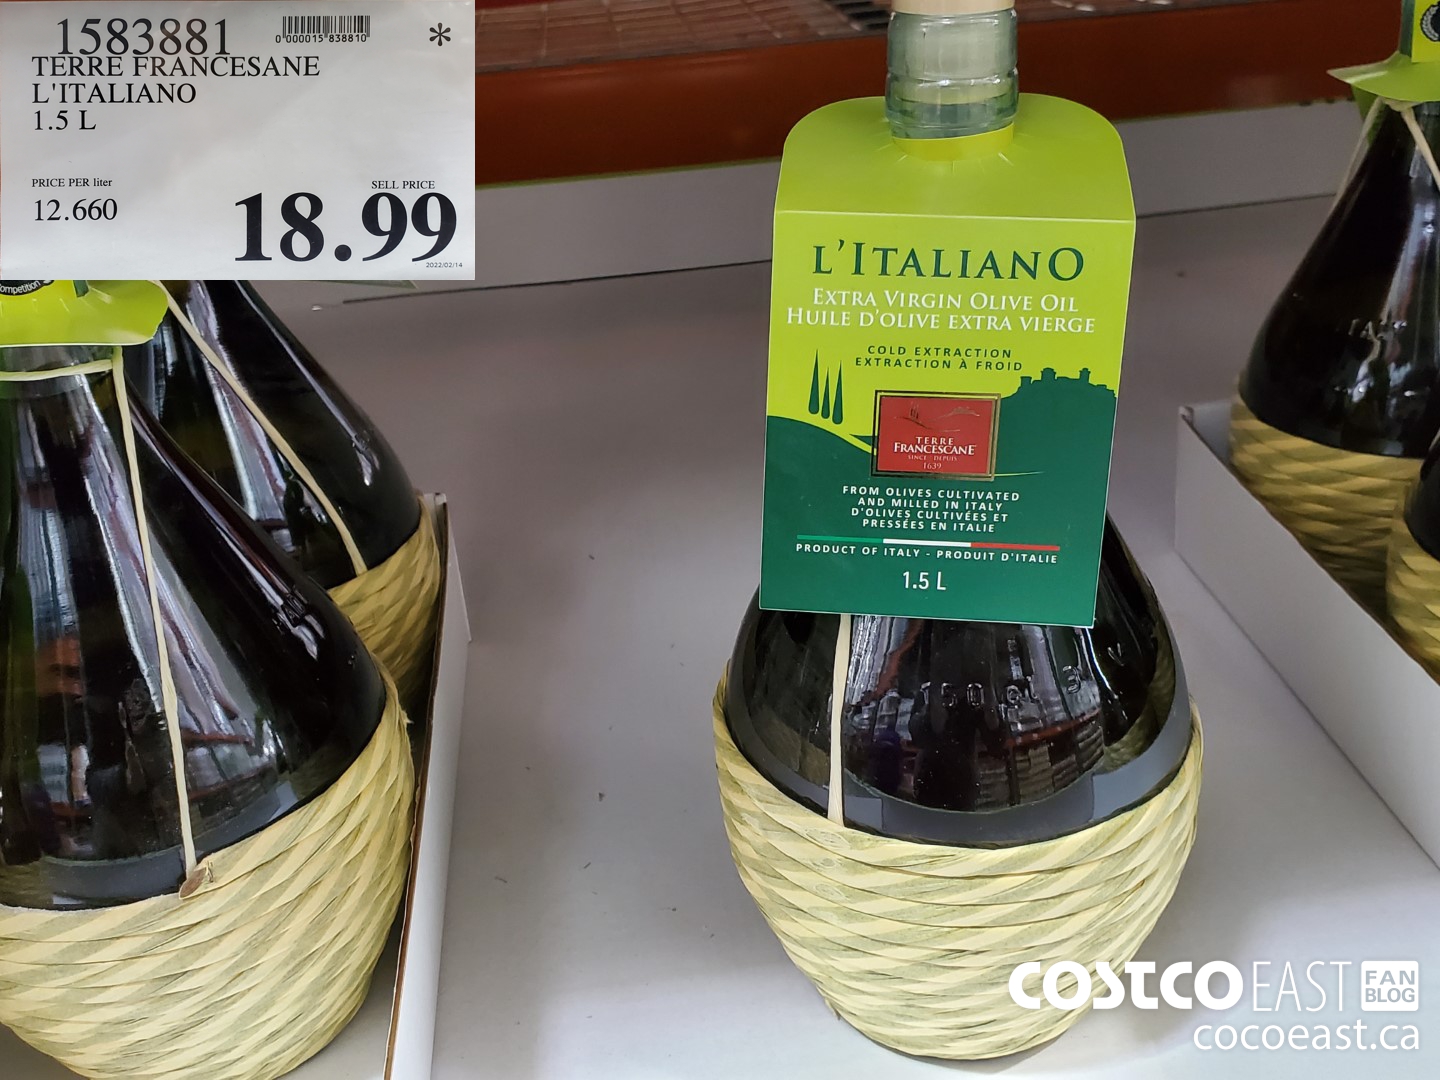 1583881
0 000015 838810
*
TERRE FRANCESANE
L'ITALIANO
1.5 L
PRICE PER liter
12.660
SELL PRICE
18.99
2022/02/14
ompetition
L'ITALIANO
EXTRA VIRGIN OLIVE OIL
HUILE D'OLIVE EXTRA VIERGE
COLD EXTRACTION
EXTRACTION À FROID
TERRE
FRANCESCANE
SINCE DEPUIS
1639
FROM OLIVES CULTIVATED
AND MILLED IN ITALY
D'OLIVES CULTIVÉES ET
PRESSÉES EN ITALIE
PRODUCT OF ITALY - PRODUIT D'ITALIE
1.5 L
COSTCO EAST FAN
BLOG
cocoeast.ca